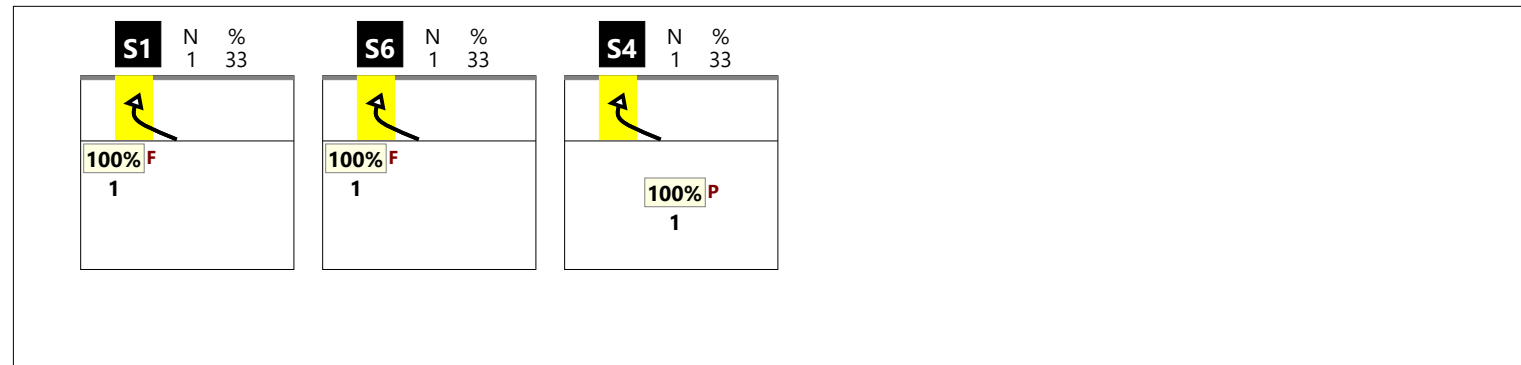 S1 N % S6 N % S4 N %
1 33 1 33 1 33
100% F 100% F
1 1
100% P
1